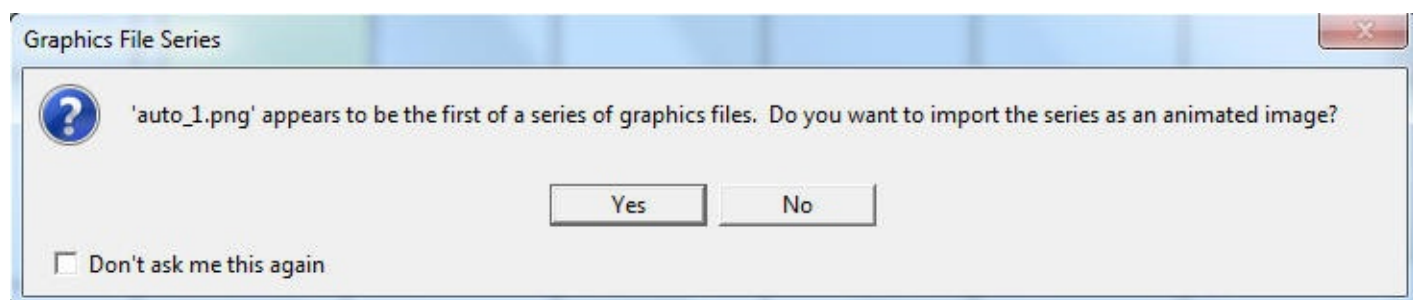 Graphics File Series
'auto_1.png' appears to be the first of a series of graphics files.  Do you want to import the series as an animated image?
Yes
No
Don't ask me this again